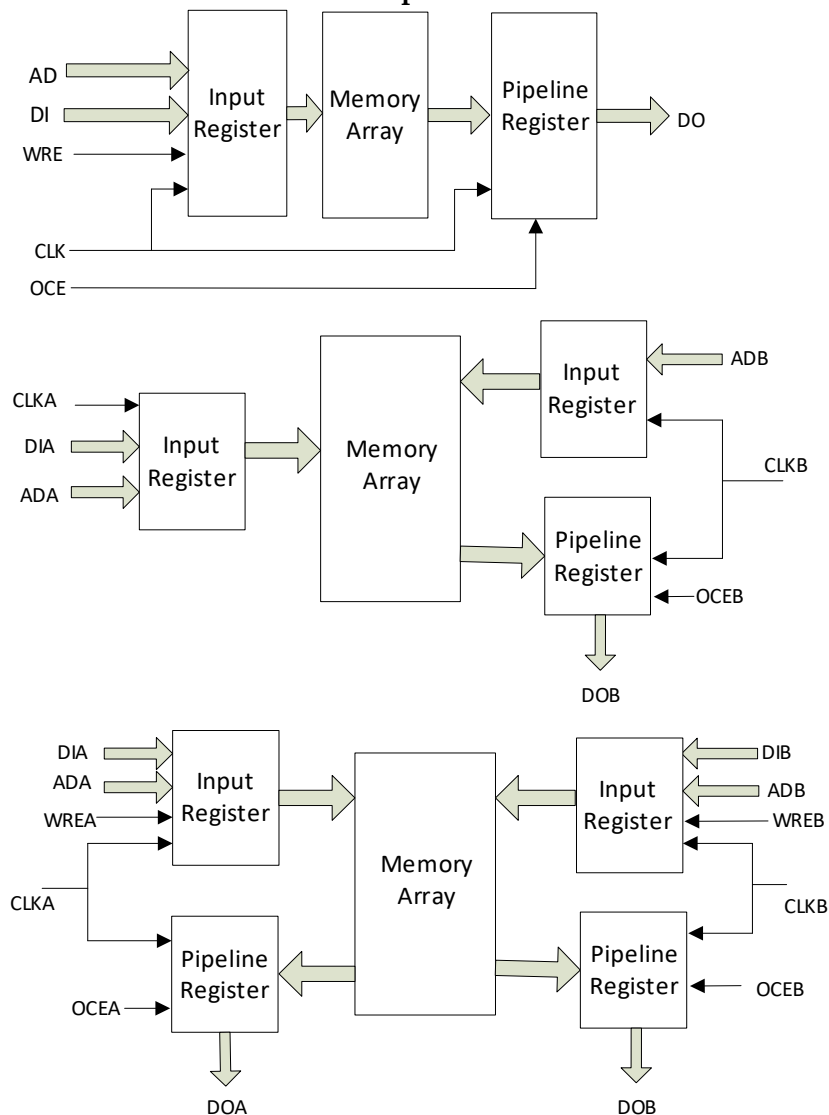 AD
DI
WRE
CLK
OCE
Input
Register
Memory
Array
Pipeline
Register
DO
CLKA
DIA
ADA
Input
Register
Memory
Array
Input
Register
ADB
CLKB
Pipeline
Register
OCEB
DOB
DIA
ADA
WREA
CLKA
OCEA
Input
Register
Pipeline
Register
DOA
Memory
Array
Input
Register
Pipeline
Register
DIB
ADB
WREB
CLKB
OCEB
DOB